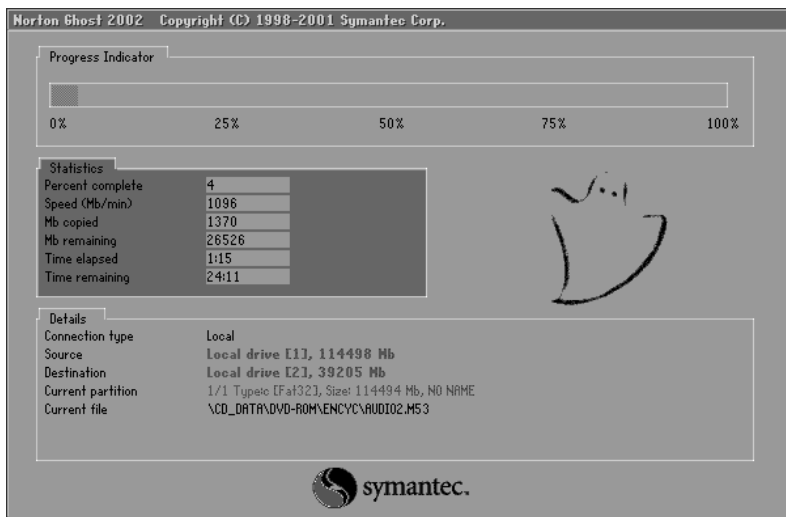 Norton Ghost 2002 Copyright (C) 1998-2001 Symantec Corp.
Progress Indicator
0% 25% 50% 75% 100%
Statistics
Percent complete 4
Speed (Mb/min) 1096
Mb copied 1370
Mb remaining 26526
Time elapsed 1:15
Time remaining 24:11
Details
Connection type Local
Source Local drive [1], 114498 Mb
Destination Local drive [2], 39205 Mb
Current partition 1/1 Type:c [Fat32], Size: 114494 Mb, NO NAME
Current file \CD_DATA\DVD-ROM\ENCYC\AUDIO2.M53
symantec.